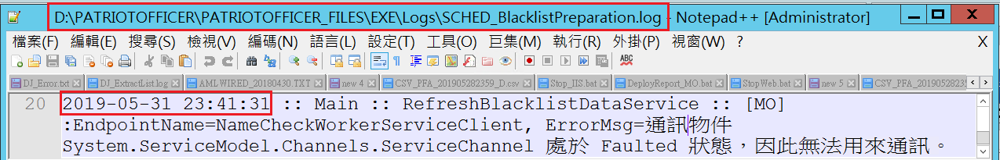 D:\PATRIOTOFFICER\PATRIOTOFFICER_FILES\EXE\Logs\SCHED_BlacklistPreparation.log - Notepad++ [Administrator]
檔案(F) 編輯(E) 搜尋(S) 檢視(V) 編碼(N) 語言(L) 設定(T) 工具(O) 巨集(M) 執行(R) 外掛(P) 視窗(W) ? X
DJ_Error.txt DJ_ExtractList.log AMLWIRED_20180430.TXT new 4 CSV_PFA_201905282359_D.csv Stop_IIS.bat DeployReport_MO.bat StopWeb.bat new 5 CSV_PFA_20190528235
20 2019-05-31 23:41:31 :: Main :: RefreshBlacklistDataService :: [MO]
:EndpointName=NameCheckWorkerServiceClient, ErrorMsg=通訊物件
System.ServiceModel.Channels.ServiceChannel 處於 Faulted 狀態，因此無法用來通訊。